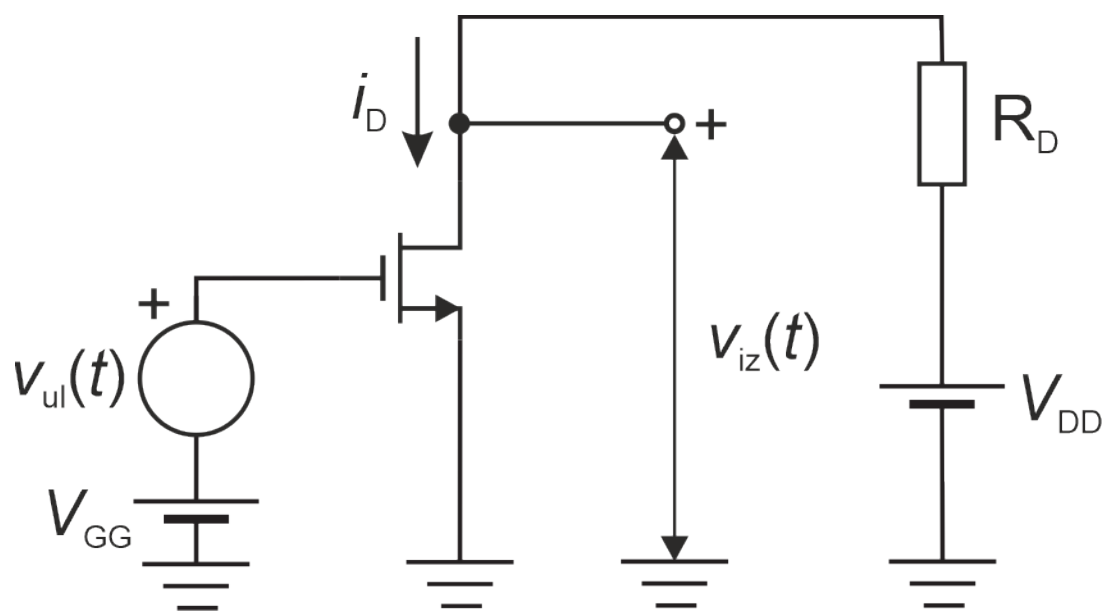 i_D
+
R_D
+
v_ul(t)
v_iz(t)
V_DD
V_GG